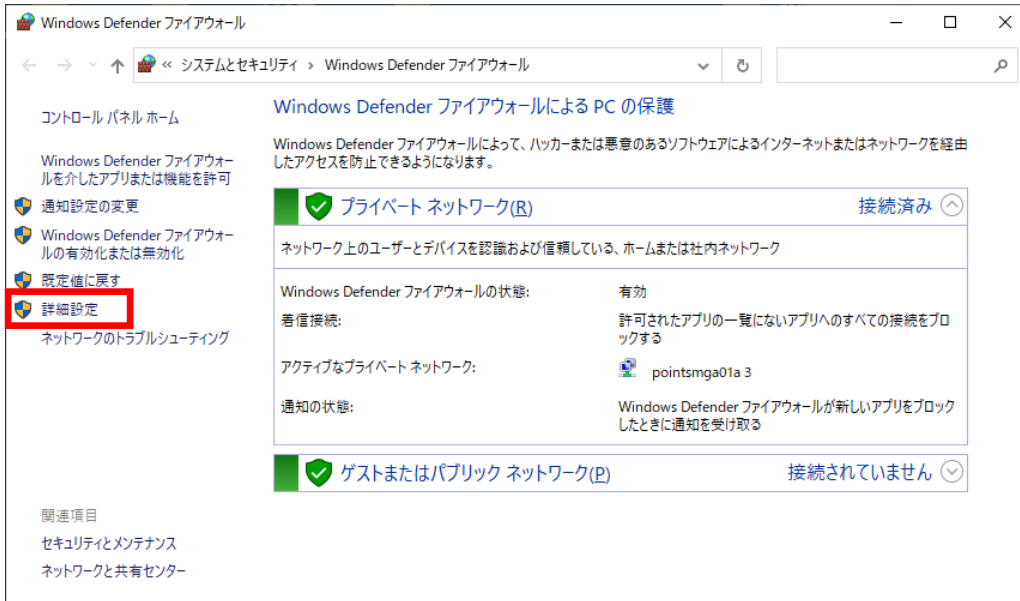 Windows Defender ファイアウォール
« システムとセキュリティ › Windows Defender ファイアウォール
コントロール パネル ホーム
Windows Defender ファイアウォー
ルを介したアプリまたは機能を許可
通知設定の変更
Windows Defender ファイアウォー
ルの有効化または無効化
既定値に戻す
詳細設定
ネットワークのトラブルシューティング
関連項目
セキュリティとメンテナンス
ネットワークと共有センター
Windows Defender ファイアウォールによる PC の保護
Windows Defender ファイアウォールによって、ハッカーまたは悪意のあるソフトウェアによるインターネットまたはネットワークを経由
したアクセスを防止できるようになります。
プライベート ネットワーク(R) 接続済み
ネットワーク上のユーザーとデバイスを認識および信頼している、ホームまたは社内ネットワーク
Windows Defender ファイアウォールの状態: 有効
着信接続: 許可されたアプリの一覧にないアプリへのすべての接続をブロ
ックする
アクティブなプライベート ネットワーク: pointsmga01a 3
通知の状態: Windows Defender ファイアウォールが新しいアプリをブロック
したときに通知を受け取る
ゲストまたはパブリック ネットワーク(P) 接続されていません